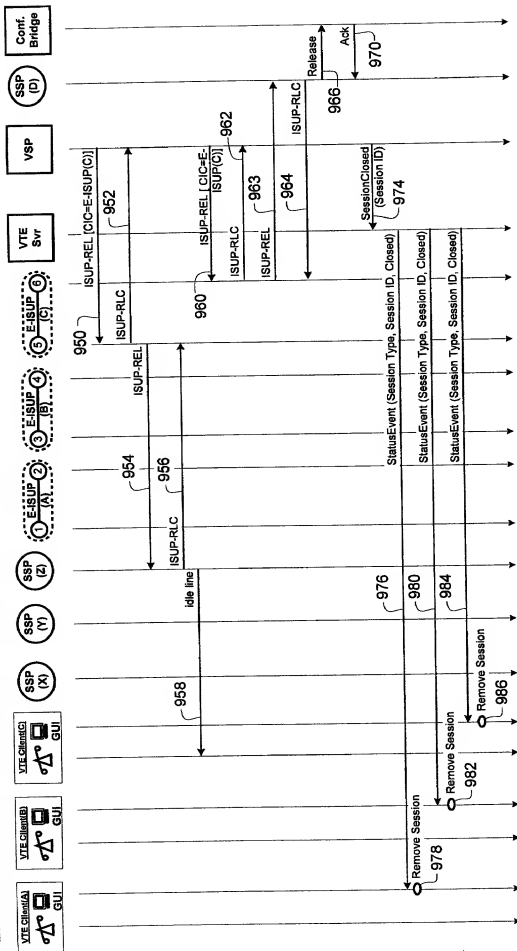 VTE Client(A)
GUI
VTE Client(B)
GUI
VTE Client(C)
GUI
SSP
(X)
SSP
(Y)
SSP
(Z)
1 E-ISUP 2
(A)
3 E-ISUP 4
(B)
5 E-ISUP 6
(C)
VTE
Svr
VSP
SSP
(D)
Conf.
Bridge
950
ISUP-REL [CIC=E-ISUP(C)]
ISUP-RLC
952
954
ISUP-REL
956
ISUP-RLC
idle line
958
960
ISUP-REL [CIC=E-
ISUP(C)]
ISUP-RLC
962
ISUP-REL
963
964
ISUP-RLC
Release
966
Ack
970
SessionClosed
(Session ID)
974
976
StatusEvent (Session Type, Session ID, Closed)
Remove Session
978
980
StatusEvent (Session Type, Session ID, Closed)
Remove Session
982
984
StatusEvent (Session Type, Session ID, Closed)
Remove Session
986